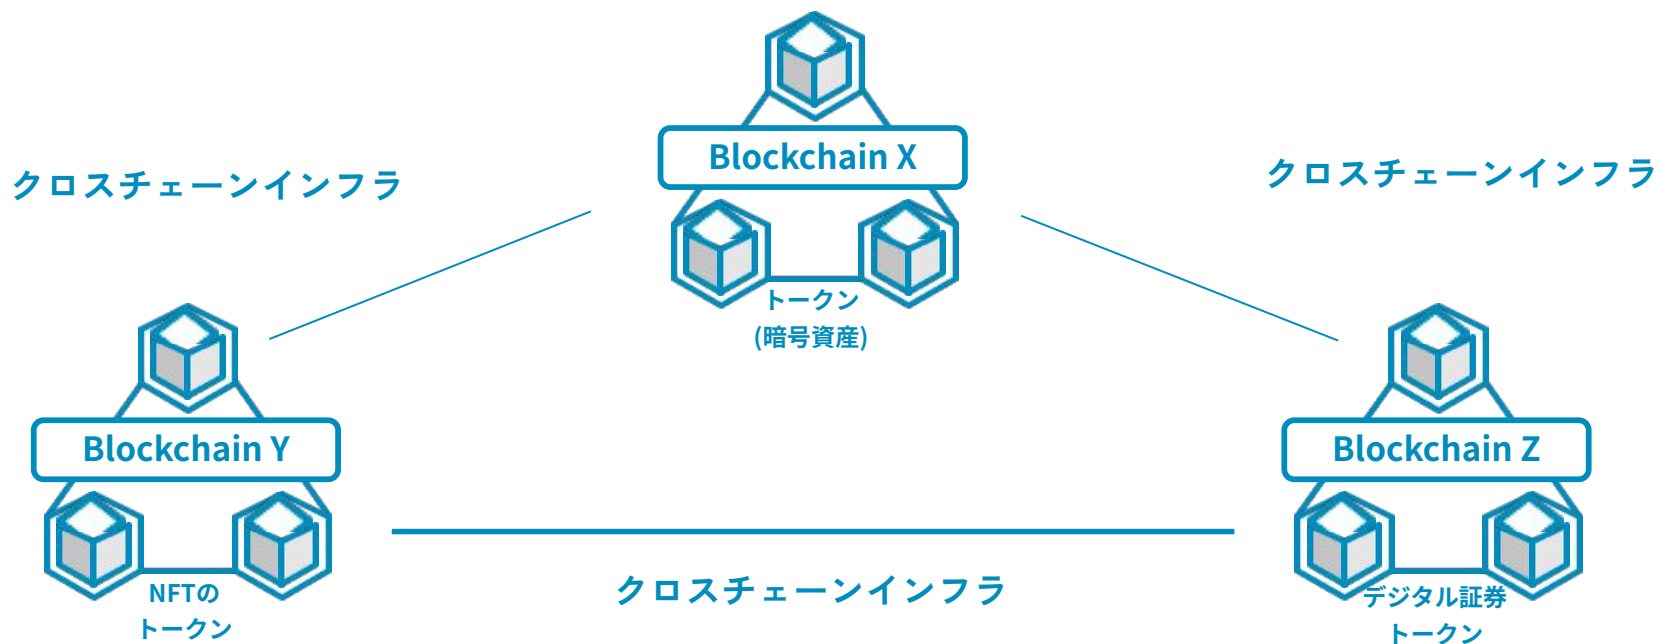 Blockchain X
クロスチェーンインフラ
クロスチェーンインフラ
トークン
(暗号資産)
Blockchain Y
Blockchain Z
クロスチェーンインフラ
NFTの
トークン
デジタル証券
トークン